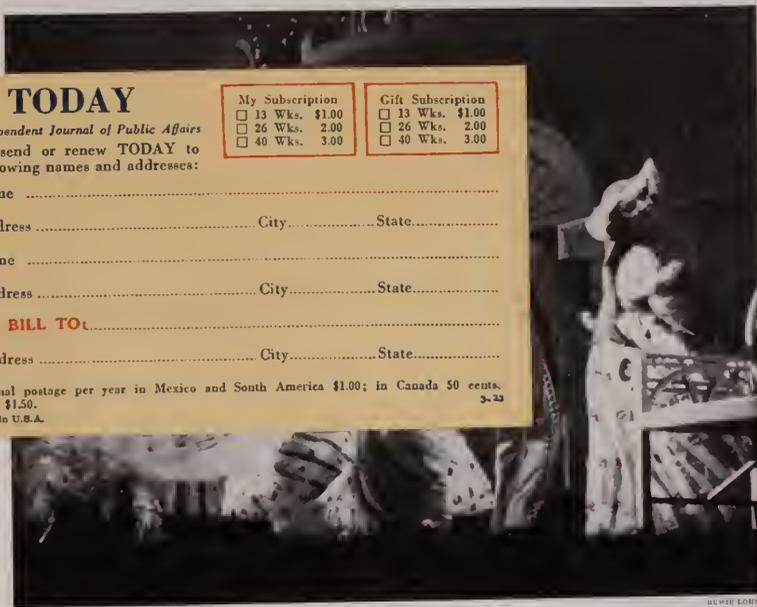 TODAY
pendent Journal of Public Affairs
send or renew TODAY to
owing names and addresses:
My Subscription
☐ 13 Wks. $1.00
☐ 26 Wks. 2.00
☐ 40 Wks. 3.00
Gift Subscription
☐ 13 Wks. $1.00
☐ 26 Wks. 2.00
☐ 40 Wks. 3.00
ne
dress City State
ne
dress City State
BILL TO:
dress City State
nal postage per year in Mexico and South America $1.00; in Canada 50 cents.
$1.50.
3-23
in U.S.A.